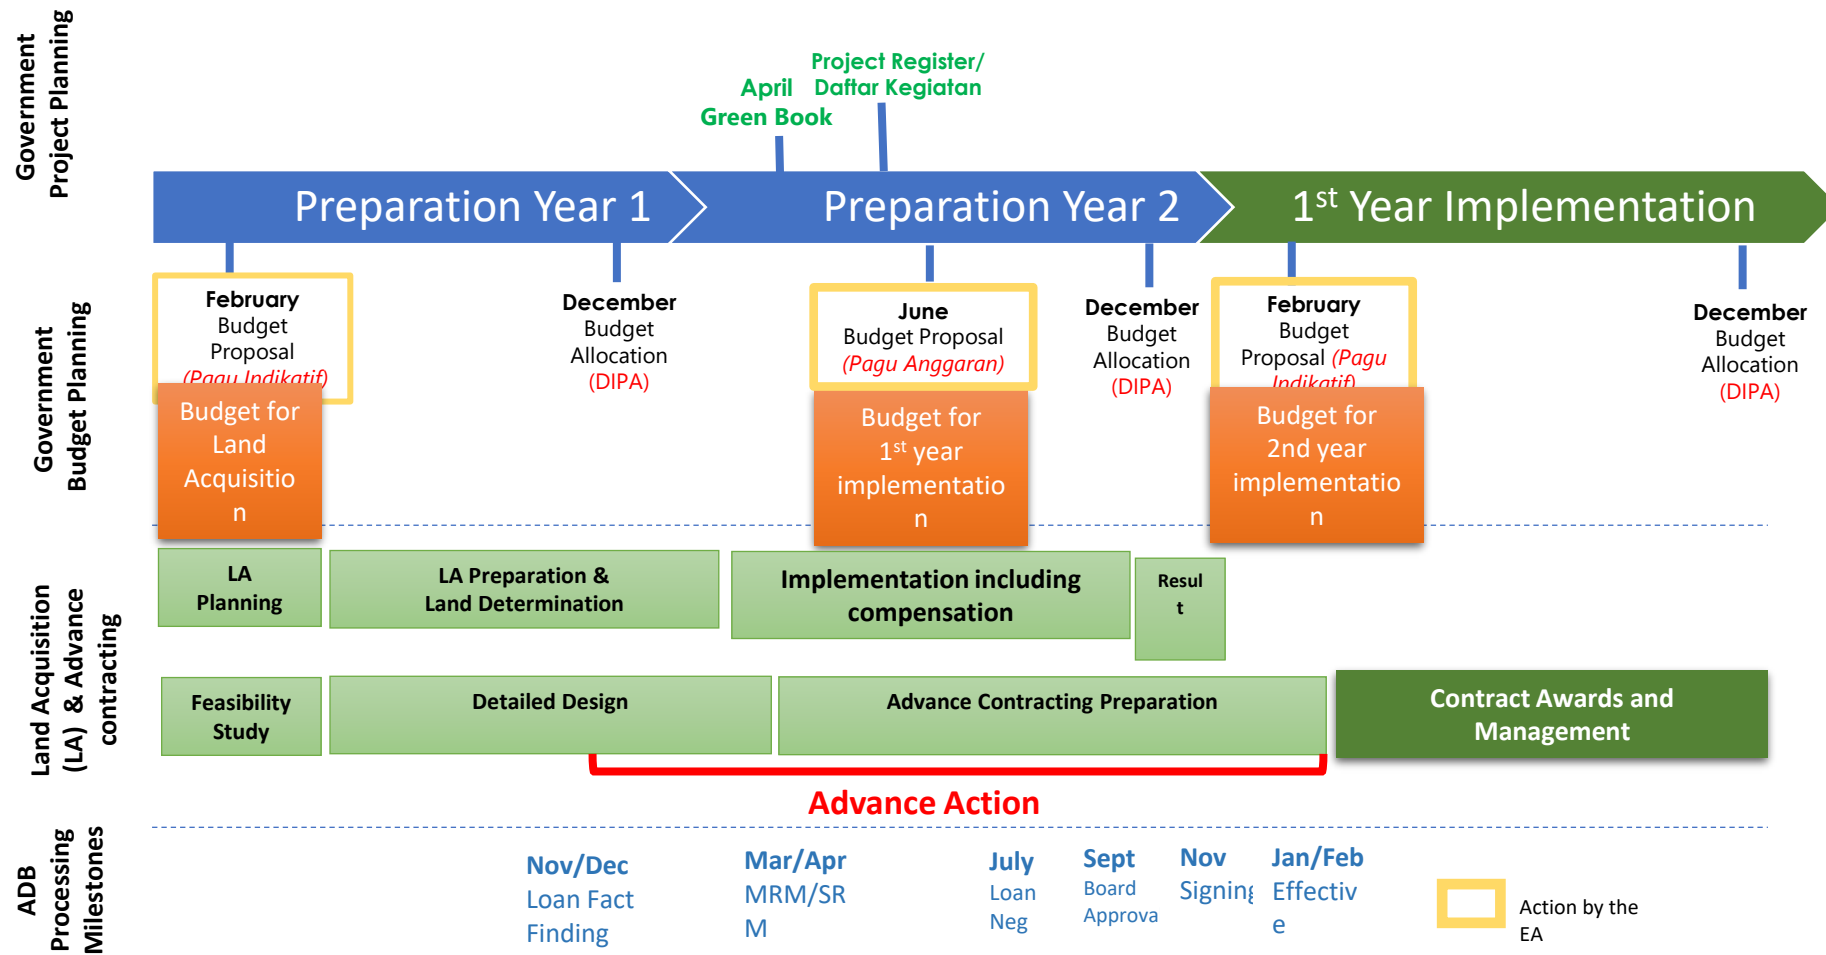 Government
Project Planning
April
Green Book
Project Register/
Daftar Kegiatan
Preparation Year 1
Preparation Year 2
1st Year Implementation
Government
Budget Planning
February
Budget
Proposal
(Pagu Indikatif)
Budget for
Land
Acquisitio
n
December
Budget
Allocation
(DIPA)
June
Budget Proposal
(Pagu Anggaran)
Budget for
1st year
implementatio
n
December
Budget
Allocation
(DIPA)
February
Budget
Proposal (Pagu
Indikatif)
Budget for
2nd year
implementatio
n
December
Budget
Allocation
(DIPA)
Land Acquisition
(LA) & Advance
contracting
LA
Planning
LA Preparation &
Land Determination
Implementation including
compensation
Resul
t
Feasibility
Study
Detailed Design
Advance Contracting Preparation
Contract Awards and
Management
Advance Action
ADB
Processing
Milestones
Nov/Dec
Loan Fact
Finding
Mar/Apr
MRM/SR
M
July
Loan
Neg
Sept
Board
Approva
Nov
Signing
Jan/Feb
Effectiv
e
Action by the
EA